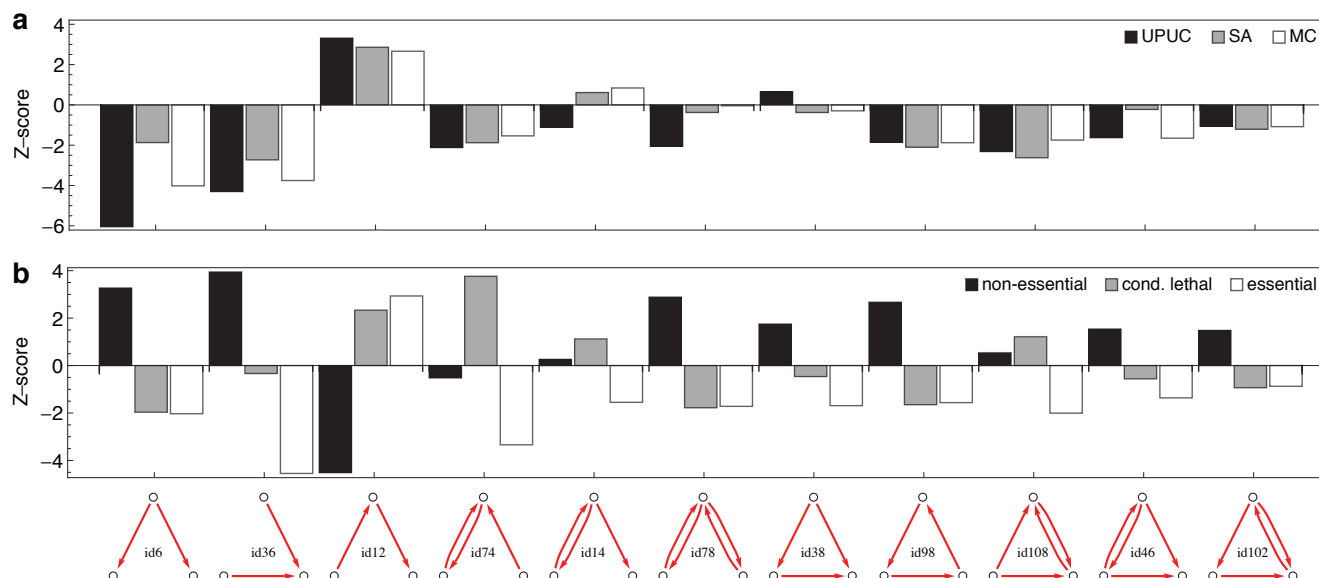 a
UPUC SA MC
Z–score
4
2
0
−2
−4
−6
b
non-essential cond. lethal essential
Z–score
4
2
0
−2
−4
id6 id36 id12 id74 id14 id78 id38 id98 id108 id46 id102